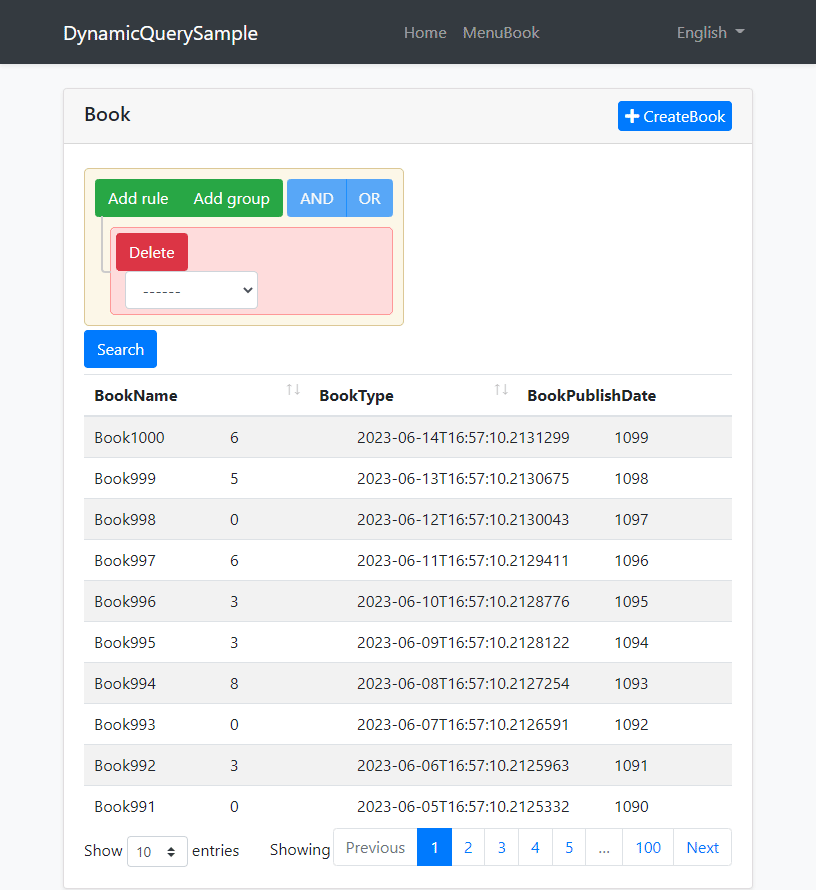 DynamicQuerySample Home MenuBook English
Book CreateBook
Add rule Add group AND OR
Delete
------
Search
BookName BookType BookPublishDate
Book1000 6 2023-06-14T16:57:10.2131299 1099
Book999 5 2023-06-13T16:57:10.2130675 1098
Book998 0 2023-06-12T16:57:10.2130043 1097
Book997 6 2023-06-11T16:57:10.2129411 1096
Book996 3 2023-06-10T16:57:10.2128776 1095
Book995 3 2023-06-09T16:57:10.2128122 1094
Book994 8 2023-06-08T16:57:10.2127254 1093
Book993 0 2023-06-07T16:57:10.2126591 1092
Book992 3 2023-06-06T16:57:10.2125963 1091
Book991 0 2023-06-05T16:57:10.2125332 1090
Show 10 entries Showing Previous 1 2 3 4 5 ... 100 Next